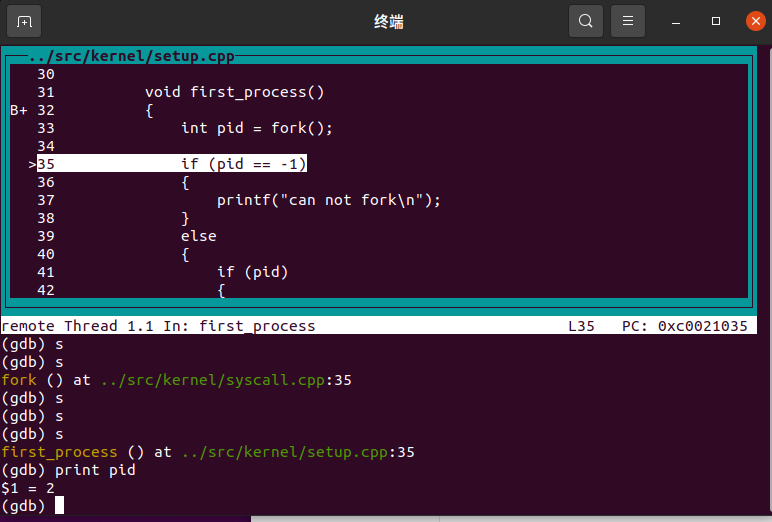 终端
../src/kernel/setup.cpp
30
31 void first_process()
B+ 32 {
33 int pid = fork();
34
>35 if (pid == -1)
36 {
37 printf("can not fork\n");
38 }
39 else
40 {
41 if (pid)
42 {
remote Thread 1.1 In: first_process L35 PC: 0xc0021035
(gdb) s
(gdb) s
fork () at ../src/kernel/syscall.cpp:35
(gdb) s
(gdb) s
(gdb) s
first_process () at ../src/kernel/setup.cpp:35
(gdb) print pid
$1 = 2
(gdb)